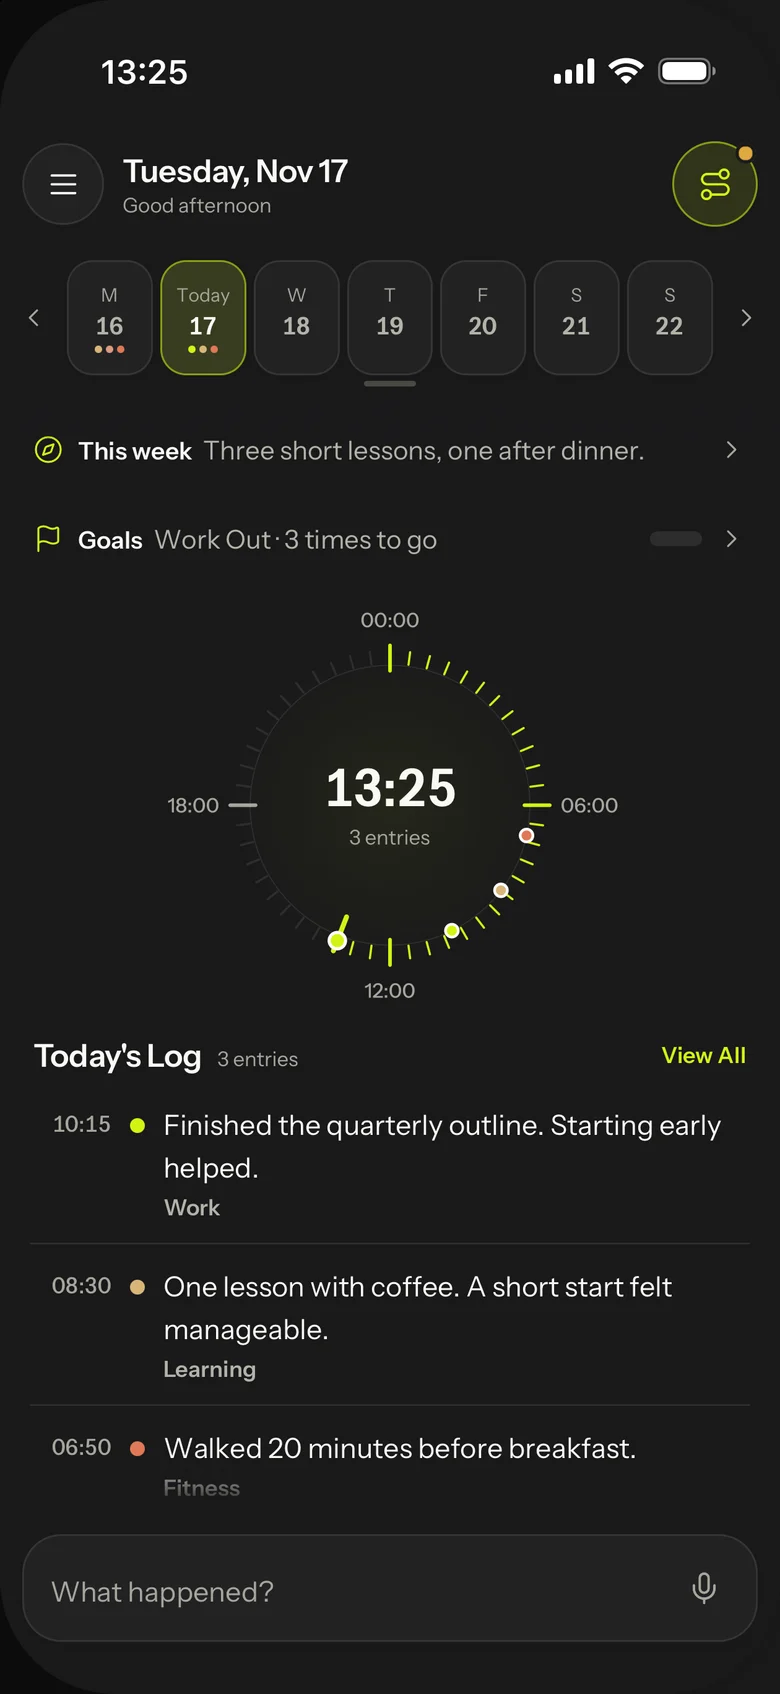 13:25
Tuesday, Nov 17
Good afternoon
M
16
Today
17
W
18
T
19
F
20
S
21
S
22
This week Three short lessons, one after dinner.
Goals Work Out · 3 times to go
00:00
13:25
3 entries
18:00
06:00
12:00
Today's Log 3 entries
View All
10:15 Finished the quarterly outline. Starting early
helped.
Work
08:30 One lesson with coffee. A short start felt
manageable.
Learning
06:50 Walked 20 minutes before breakfast.
Fitness
What happened?